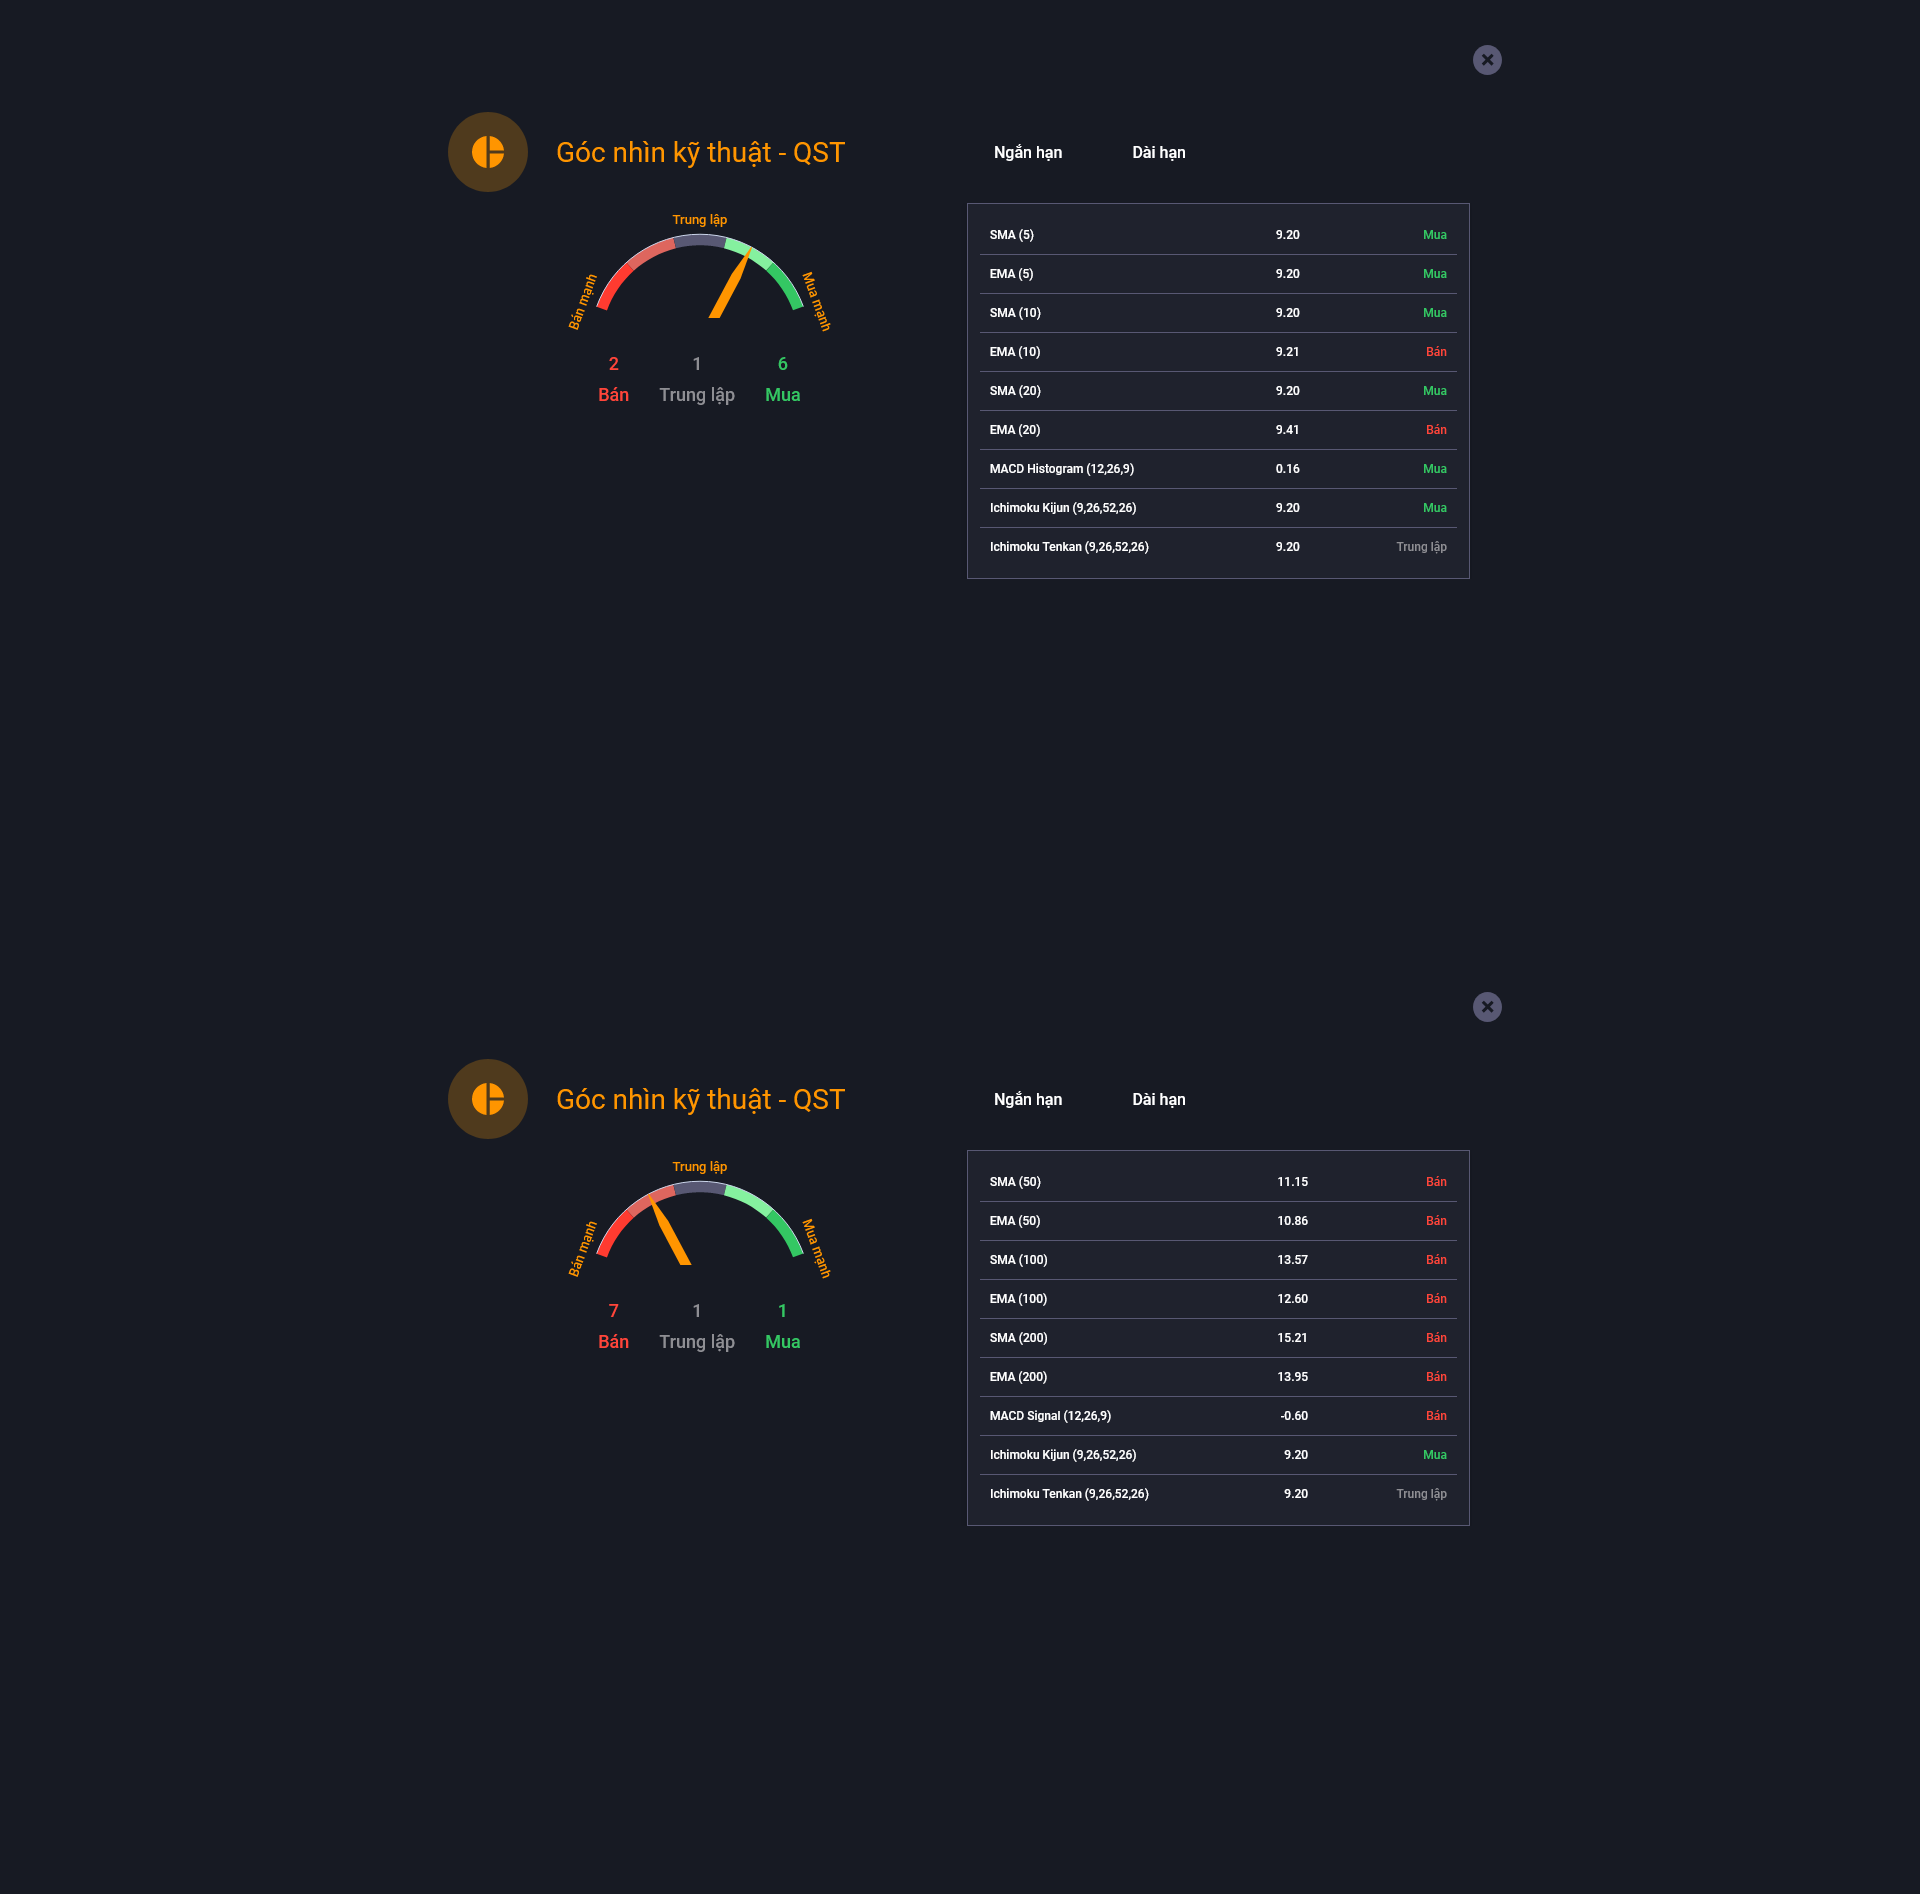 Góc nhìn kỹ thuật - QST
Ngắn hạn Dài hạn
Trung lập
Bán mạnh
Mua mạnh
2 1 6
Bán Trung lập Mua
SMA (5) 9.20 Mua
EMA (5) 9.20 Mua
SMA (10) 9.20 Mua
EMA (10) 9.21 Bán
SMA (20) 9.20 Mua
EMA (20) 9.41 Bán
MACD Histogram (12,26,9) 0.16 Mua
Ichimoku Kijun (9,26,52,26) 9.20 Mua
Ichimoku Tenkan (9,26,52,26) 9.20 Trung lập
Góc nhìn kỹ thuật - QST
Ngắn hạn Dài hạn
Trung lập
Bán mạnh
Mua mạnh
7 1 1
Bán Trung lập Mua
SMA (50) 11.15 Bán
EMA (50) 10.86 Bán
SMA (100) 13.57 Bán
EMA (100) 12.60 Bán
SMA (200) 15.21 Bán
EMA (200) 13.95 Bán
MACD Signal (12,26,9) -0.60 Bán
Ichimoku Kijun (9,26,52,26) 9.20 Mua
Ichimoku Tenkan (9,26,52,26) 9.20 Trung lập